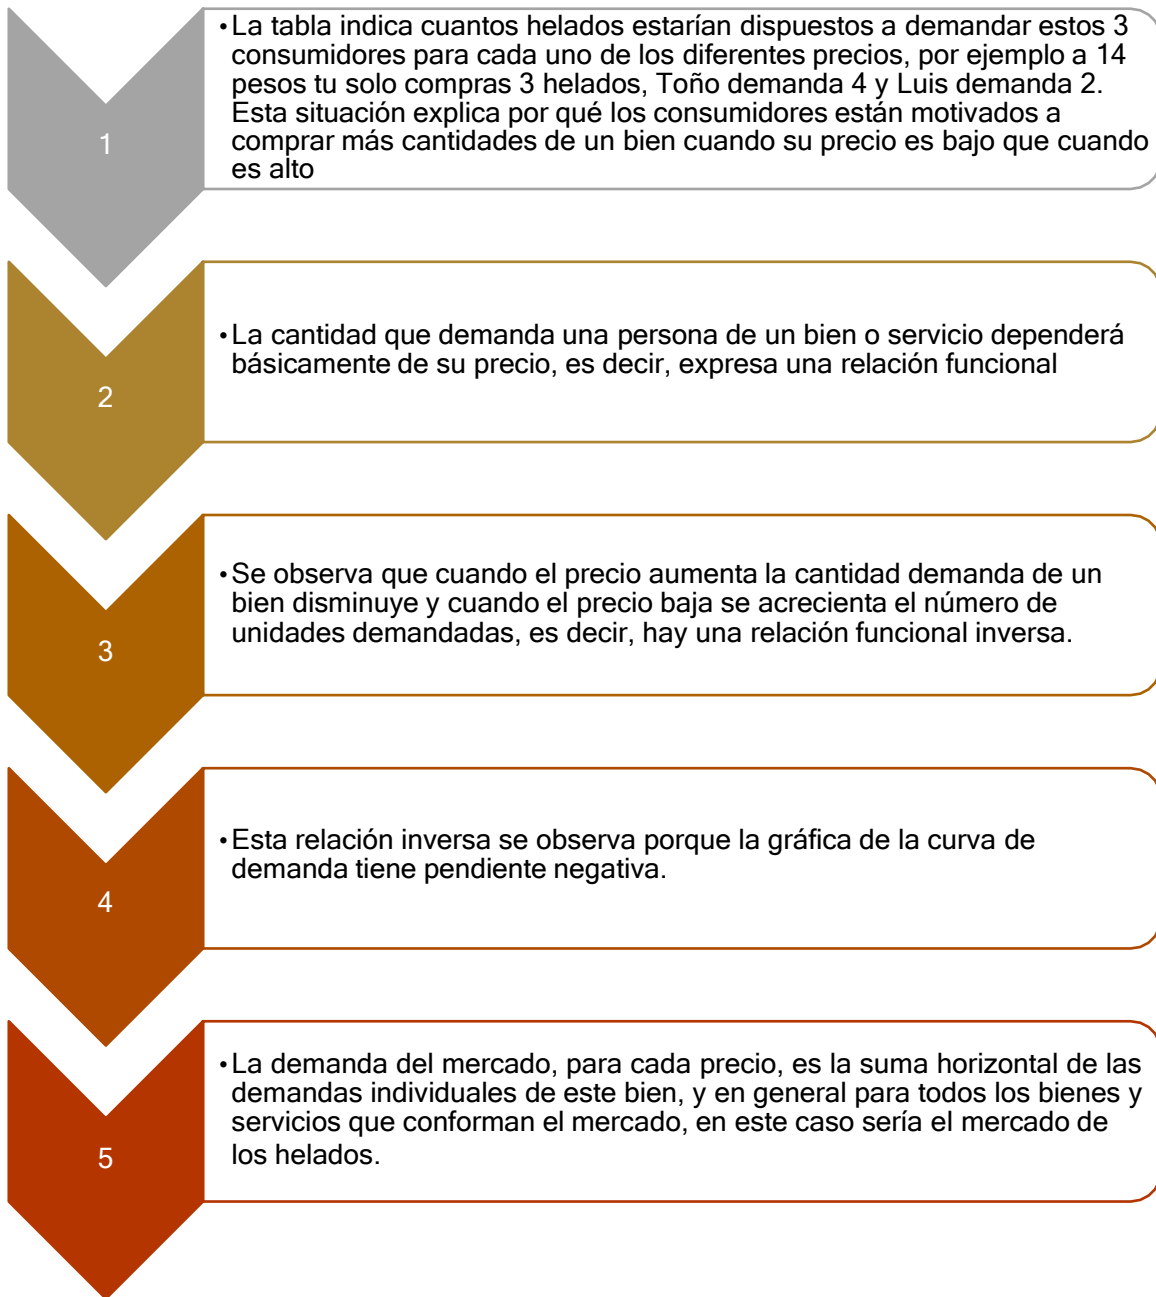 1
•La tabla indica cuantos helados estarían dispuestos a demandar estos 3
consumidores para cada uno de los diferentes precios, por ejemplo a 14
pesos tu solo compras 3 helados, Toño demanda 4 y Luis demanda 2.
Esta situación explica por qué los consumidores están motivados a
comprar más cantidades de un bien cuando su precio es bajo que cuando
es alto
2
•La cantidad que demanda una persona de un bien o servicio dependerá
básicamente de su precio, es decir, expresa una relación funcional
3
•Se observa que cuando el precio aumenta la cantidad demanda de un
bien disminuye y cuando el precio baja se acrecienta el número de
unidades demandadas, es decir, hay una relación funcional inversa.
4
•Esta relación inversa se observa porque la gráfica de la curva de
demanda tiene pendiente negativa.
5
•La demanda del mercado, para cada precio, es la suma horizontal de las
demandas individuales de este bien, y en general para todos los bienes y
servicios que conforman el mercado, en este caso sería el mercado de
los helados.